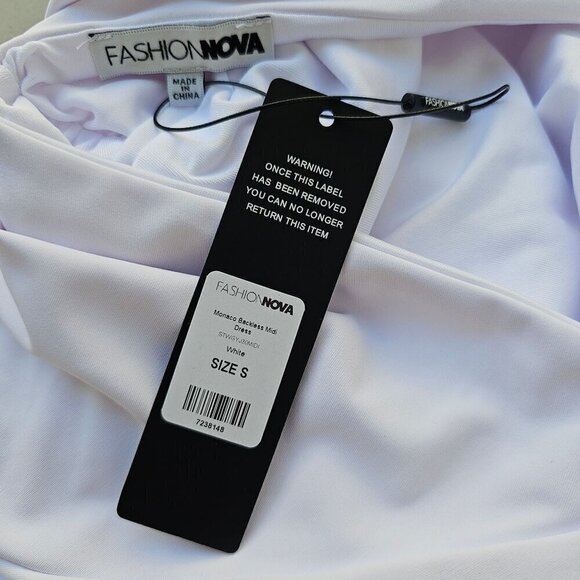 FASHIONNOVA
MADE IN
CHINA
FASHIONNOVA
WARNING!
ONCE THIS LABEL
HAS BEEN REMOVED
YOU CAN NO LONGER
RETURN THIS ITEM
FASHIONNOVA
Monaco Backless Midi
Dress
White
SIZE S
7238148